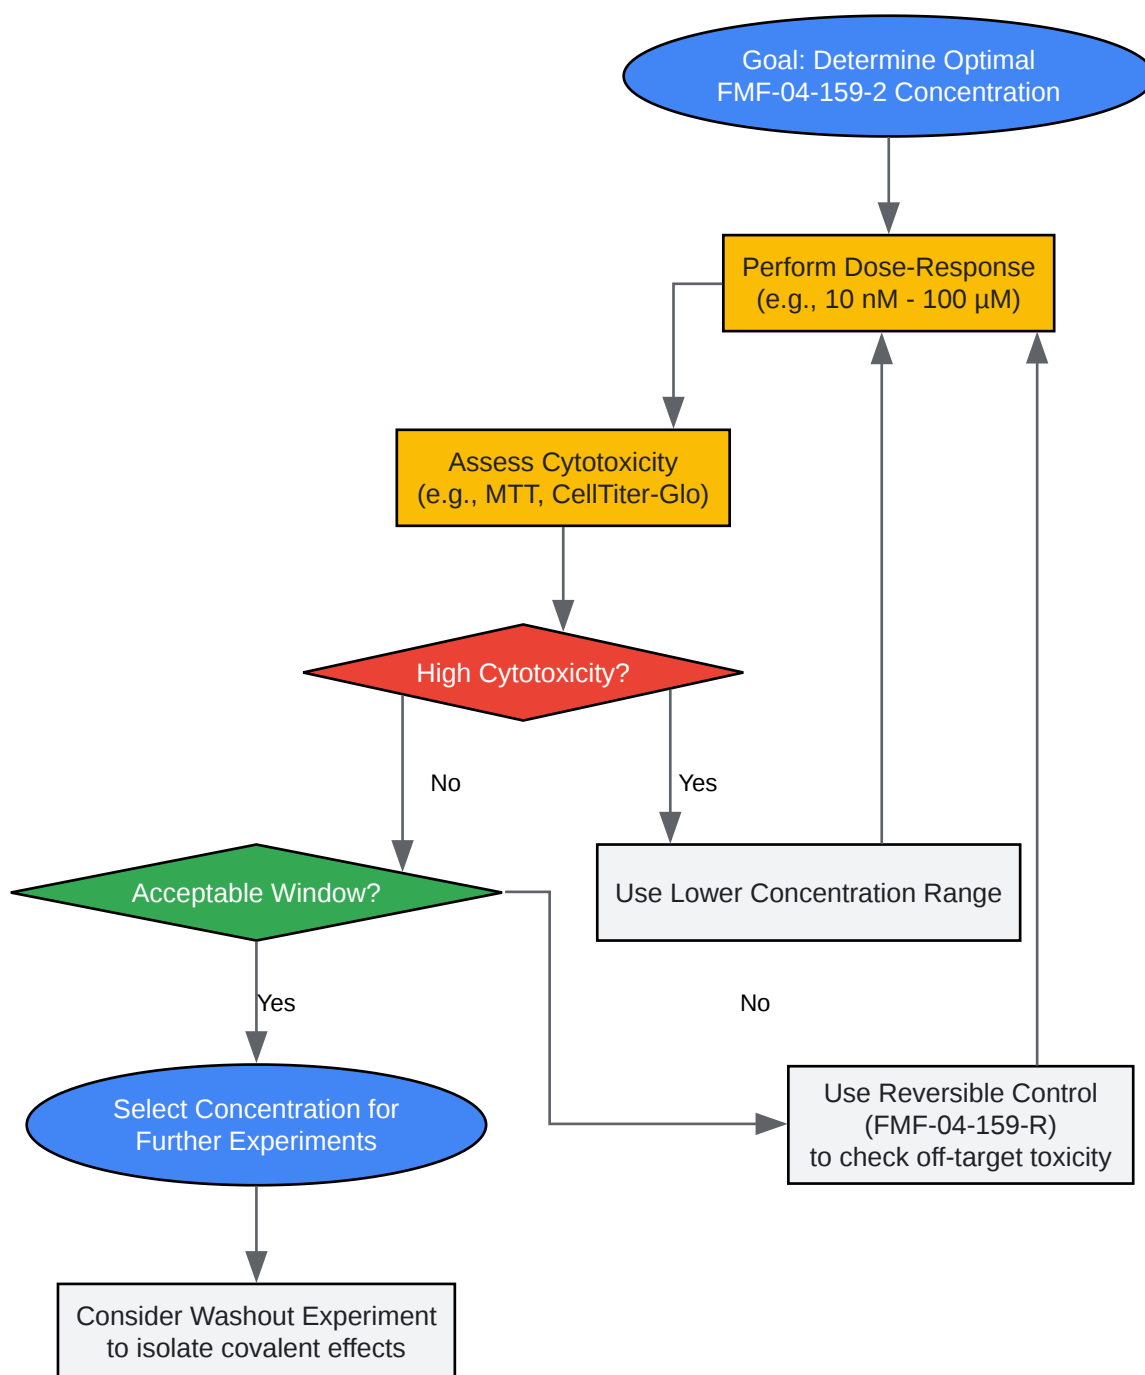 Goal: Determine Optimal
FMF-04-159-2 Concentration
Perform Dose-Response
(e.g., 10 nM - 100 µM)
Assess Cytotoxicity
(e.g., MTT, CellTiter-Glo)
High Cytotoxicity?
No
Yes
Acceptable Window?
Use Lower Concentration Range
Yes
No
Select Concentration for
Further Experiments
Use Reversible Control
(FMF-04-159-R)
to check off-target toxicity
Consider Washout Experiment
to isolate covalent effects